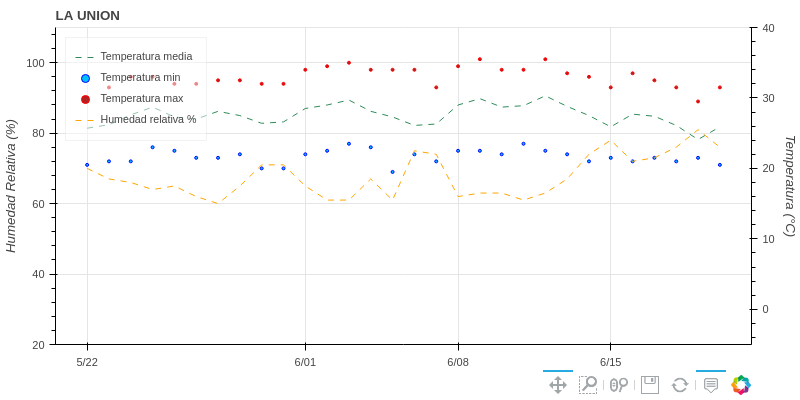 LA UNION
Temperatura media
Temperatura min
Temperatura max
Humedad relativa %
Humedad Relativa (%)
100
80
60
40
20
Temperatura (°C)
40
30
20
10
0
5/22
6/01
6/08
6/15